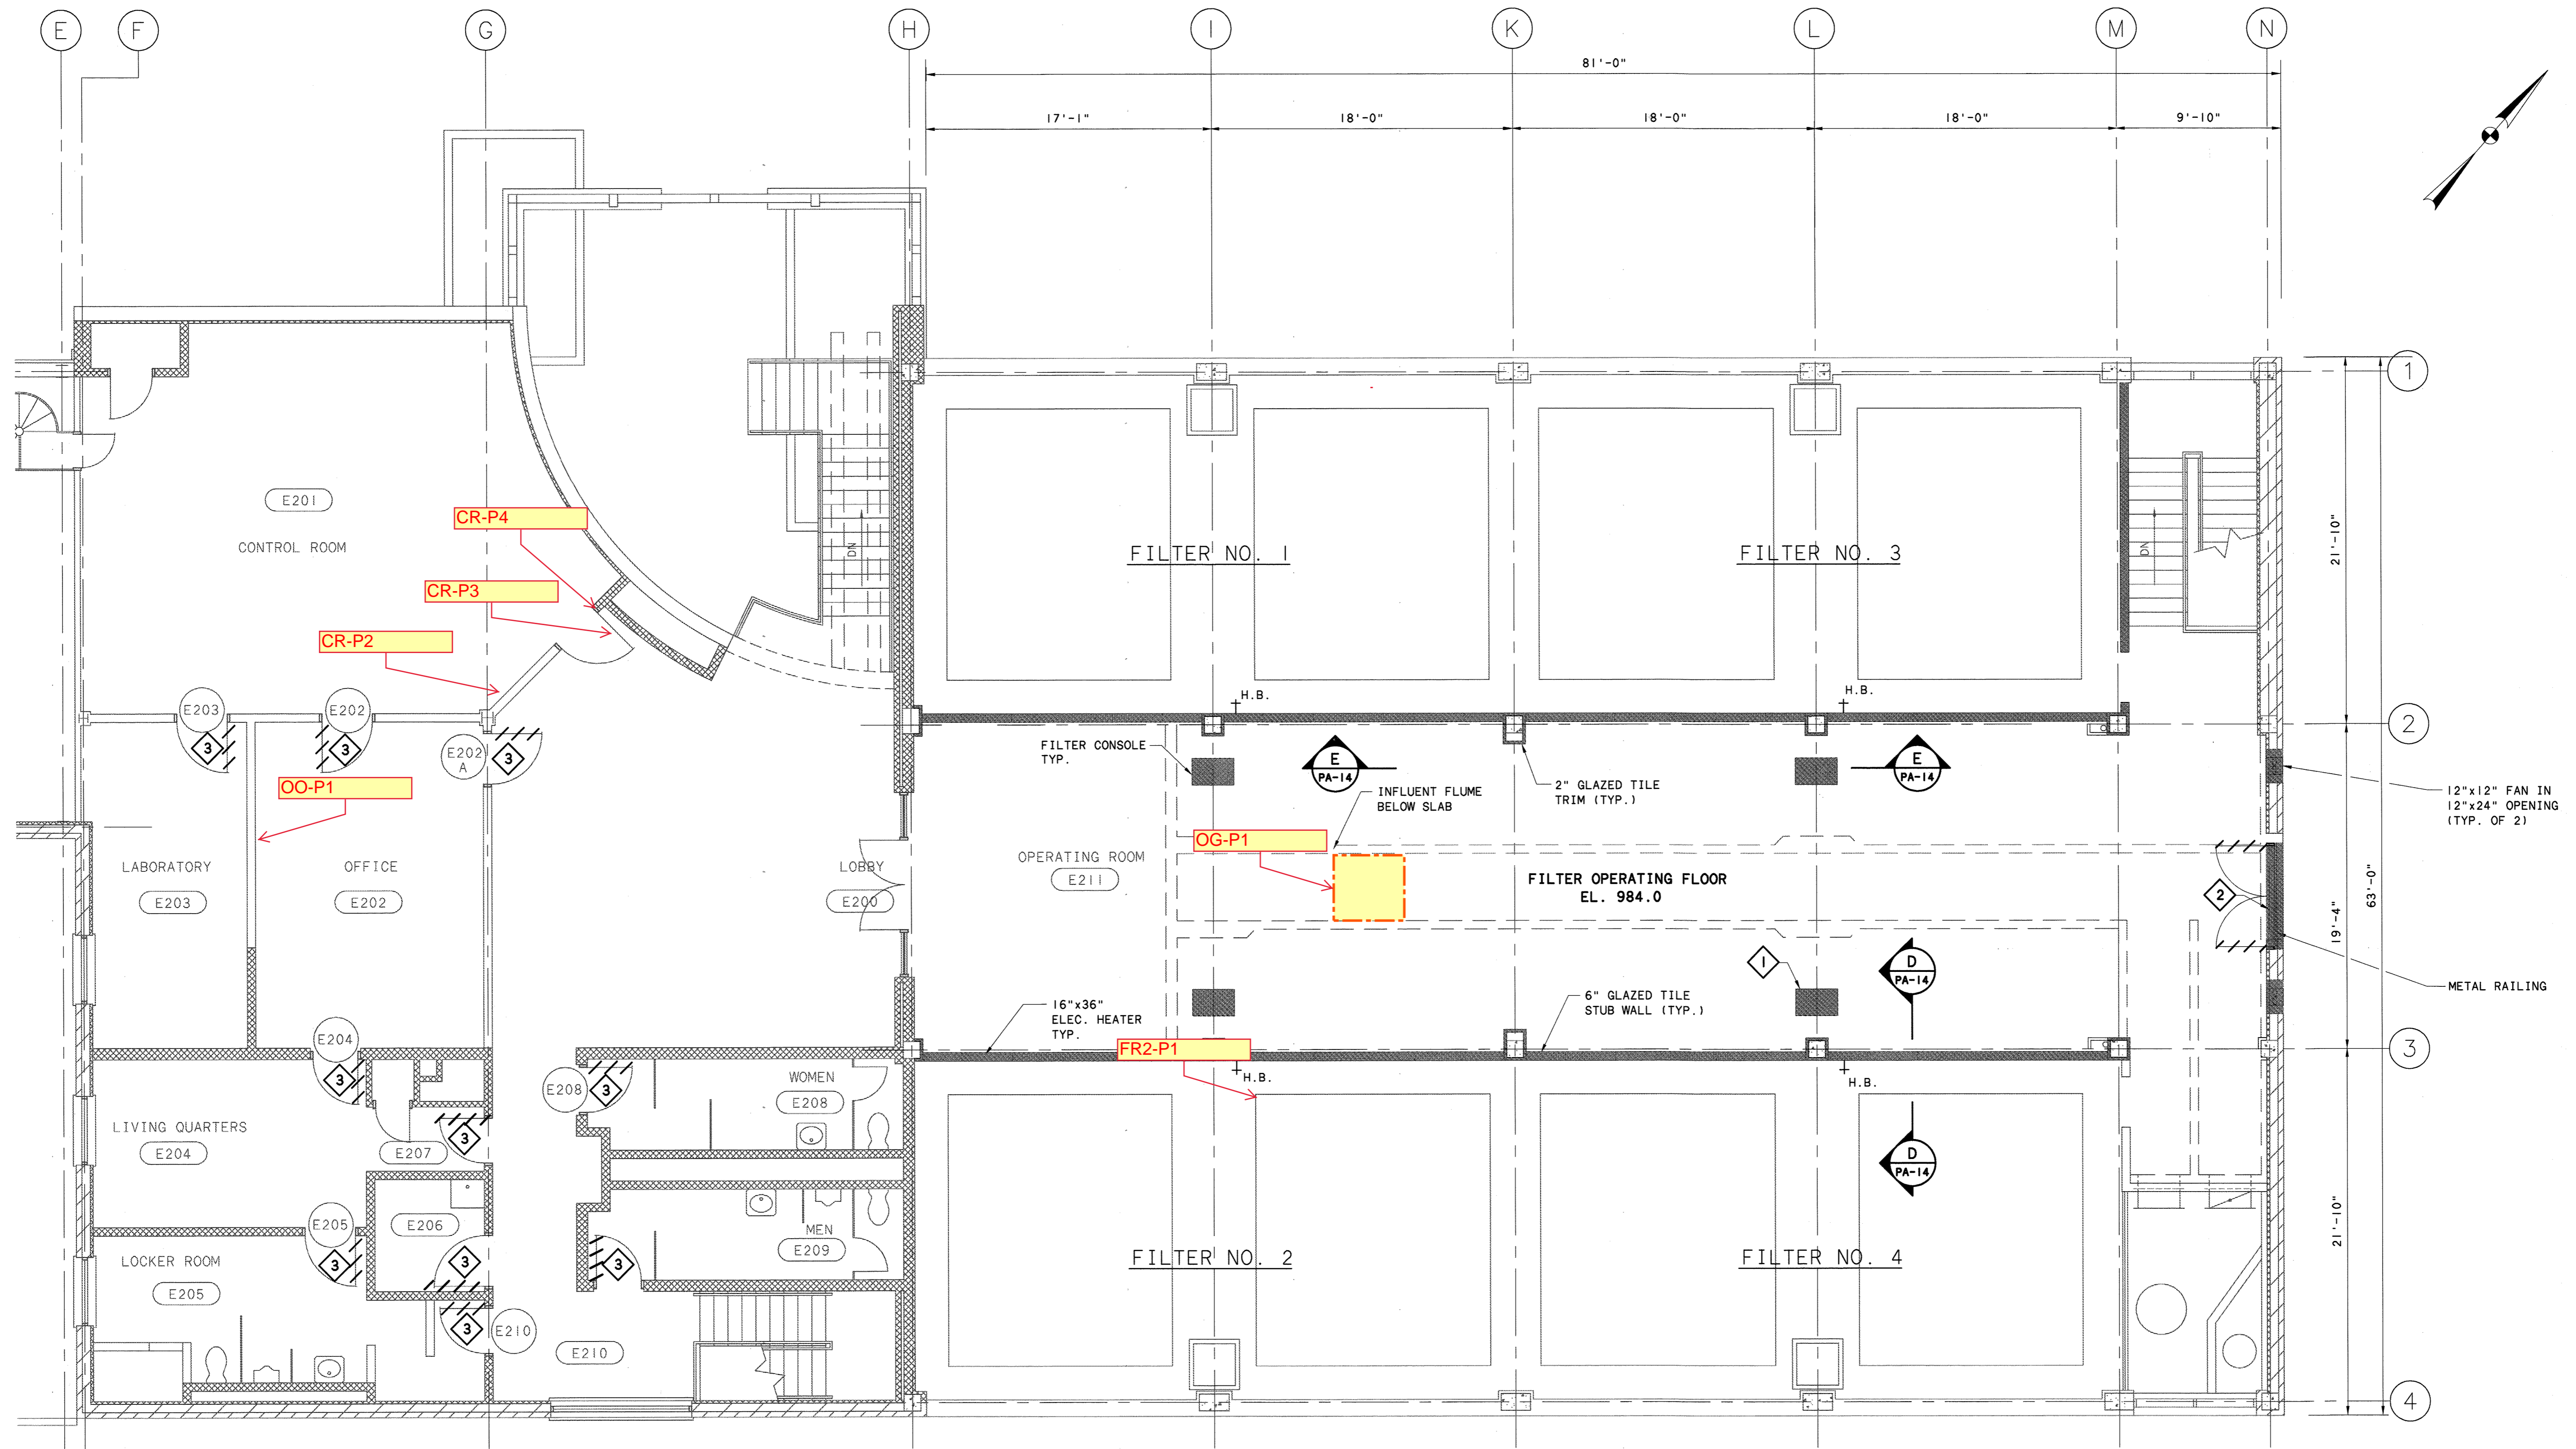 E
F
G
H
I
K
L
M
N
81'-0"
17'-1"
18'-0"
18'-0"
18'-0"
9'-10"
1
E201
CONTROL ROOM
CR-P4
CR-P3
CR-P2
DN
FILTER NO. 1
FILTER NO. 3
DN
21'-10"
H.B.
H.B.
E203
E202
3
3
E202
A
3
2
FILTER CONSOLE
TYP.
E
PA-14
E
PA-14
2" GLAZED TILE
TRIM (TYP.)
INFLUENT FLUME
BELOW SLAB
12"x12" FAN IN
12"x24" OPENING
(TYP. OF 2)
OO-P1
OG-P1
LABORATORY
E203
OFFICE
E202
LOBBY
E200
OPERATING ROOM
E211
FILTER OPERATING FLOOR
EL. 984.0
2
19'-4"
63'-0"
1
D
PA-14
METAL RAILING
16"x36"
ELEC. HEATER
TYP.
6" GLAZED TILE
STUB WALL (TYP.)
E204
3
FR2-P1
3
H.B.
H.B.
E208
3
WOMEN
E208
LIVING QUARTERS
E204
E207
3
D
PA-14
E205
3
E206
3
MEN
E209
3
FILTER NO. 2
FILTER NO. 4
21'-10"
LOCKER ROOM
E205
3
E210
E210
4